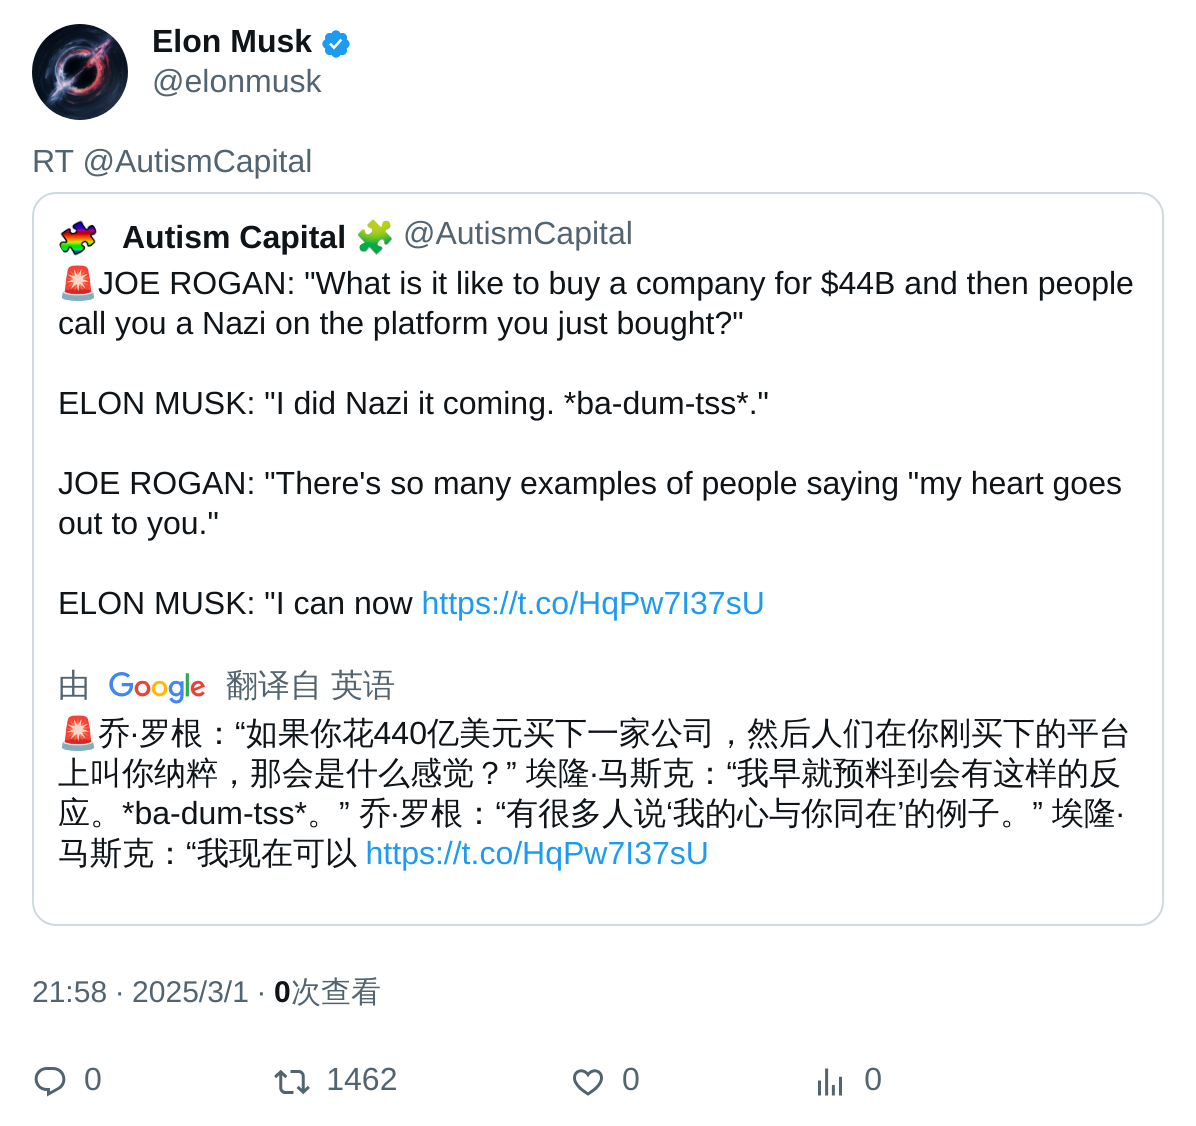 Elon Musk
@elonmusk
RT @AutismCapital
Autism Capital 🧩 @AutismCapital
🚨JOE ROGAN: "What is it like to buy a company for $44B and then people
call you a Nazi on the platform you just bought?"
ELON MUSK: "I did Nazi it coming. *ba-dum-tss*."
JOE ROGAN: "There's so many examples of people saying "my heart goes
out to you."
ELON MUSK: "I can now https://t.co/HqPw7I37sU
由 Google 翻译自 英语
🚨乔·罗根：“如果你花440亿美元买下一家公司，然后人们在你刚买下的平台
上叫你纳粹，那会是什么感觉？” 埃隆·马斯克：“我早就预料到会有这样的反
应。*ba-dum-tss*。” 乔·罗根：“有很多人说‘我的心与你同在’的例子。” 埃隆·
马斯克：“我现在可以 https://t.co/HqPw7I37sU
21:58 · 2025/3/1 · 0次查看
0 1462 0 0